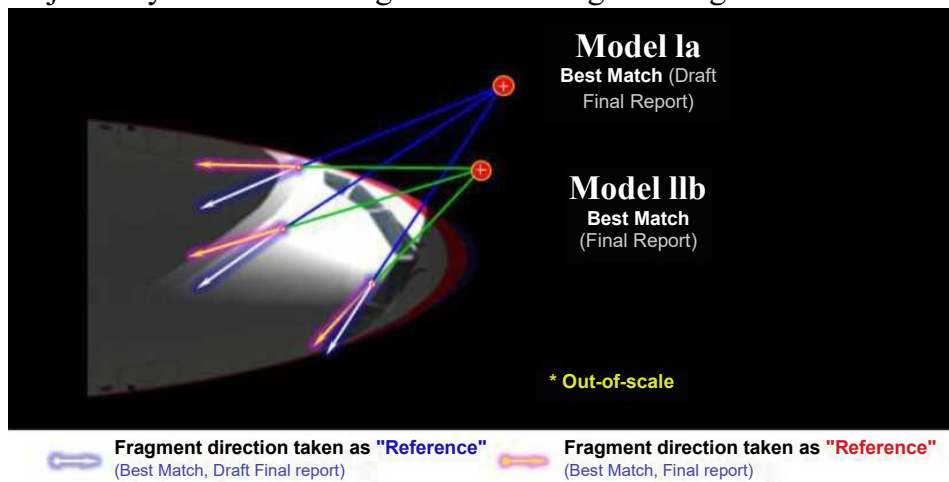 Model la
Best Match (Draft
Final Report)
Model llb
Best Match
(Final Report)
* Out-of-scale
Fragment direction taken as "Reference"
(Best Match, Draft Final report)
Fragment direction taken as "Reference"
(Best Match, Final report)